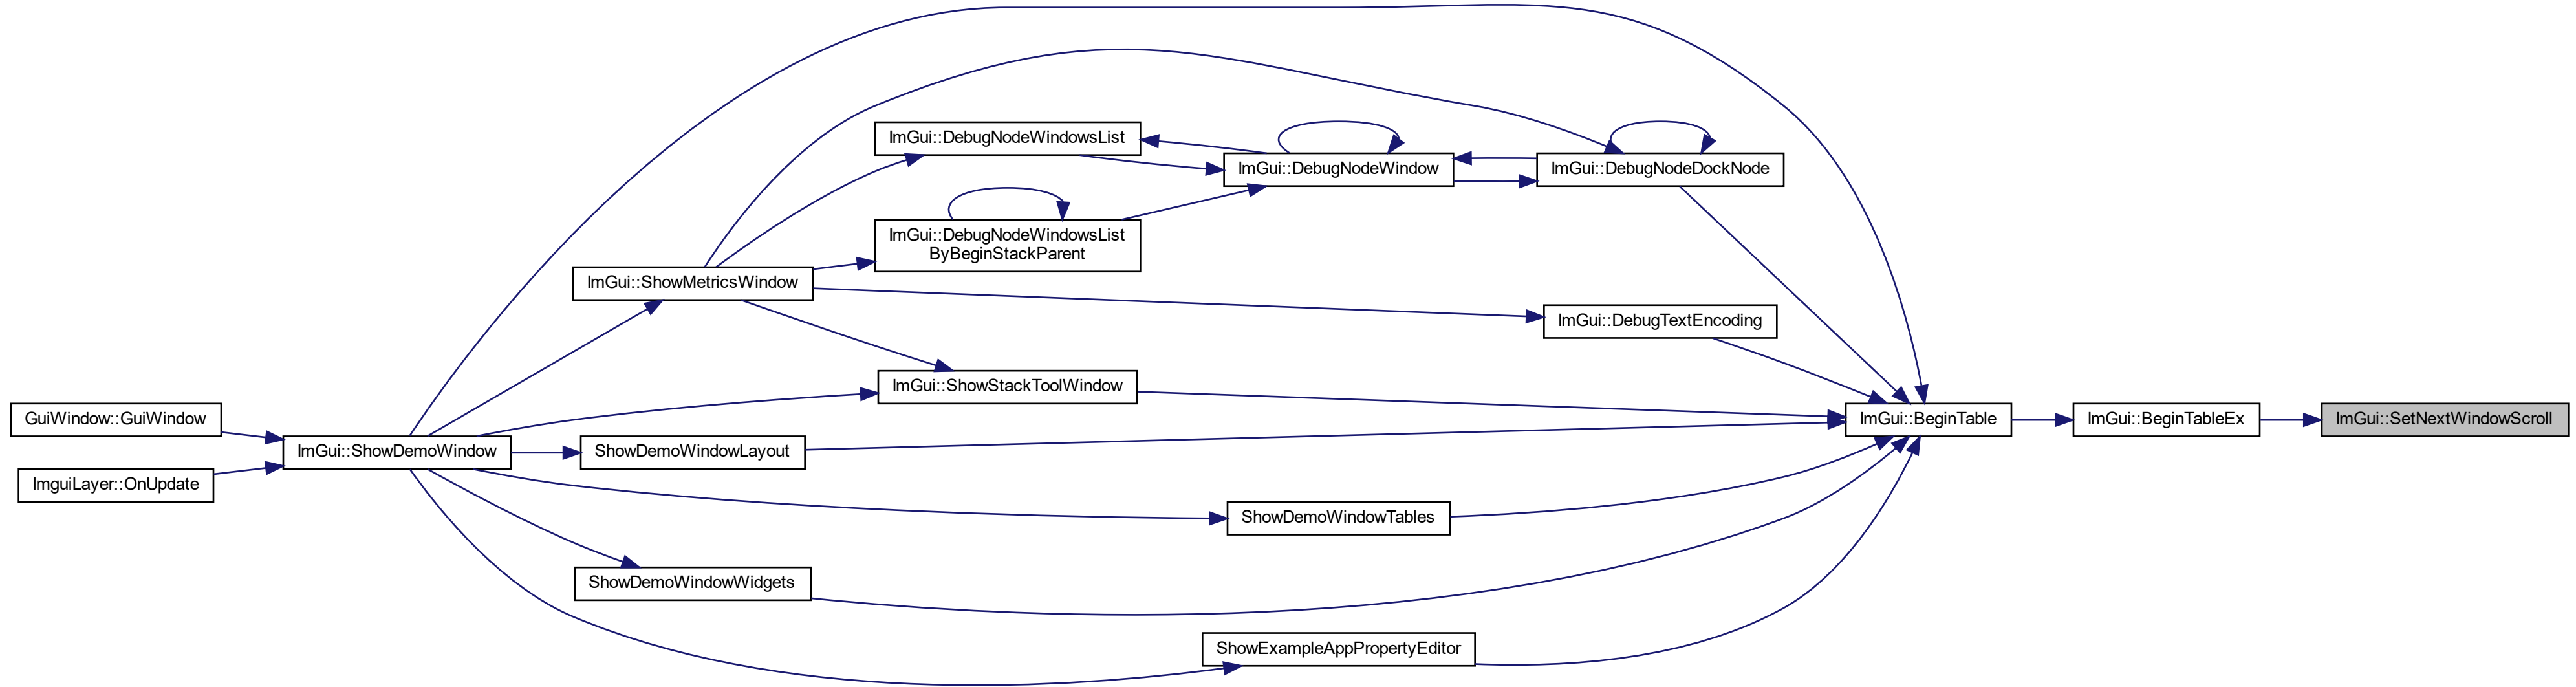 ImGui::DebugNodeWindowsList
ImGui::DebugNodeWindow
ImGui::DebugNodeDockNode
ImGui::DebugNodeWindowsList
ByBeginStackParent
ImGui::ShowMetricsWindow
ImGui::DebugTextEncoding
ImGui::ShowStackToolWindow
GuiWindow::GuiWindow
ImGui::BeginTable
ImGui::BeginTableEx
ImGui::SetNextWindowScroll
ImGui::ShowDemoWindow
ShowDemoWindowLayout
ImguiLayer::OnUpdate
ShowDemoWindowTables
ShowDemoWindowWidgets
ShowExampleAppPropertyEditor